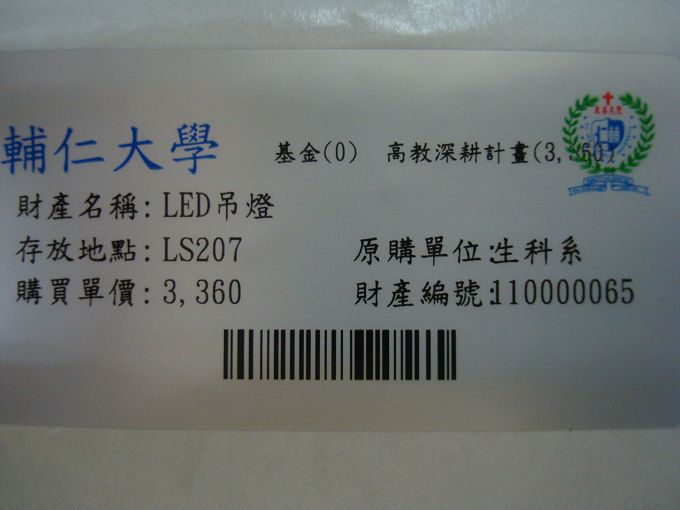 輔仁大學 基金(0) 高教深耕計畫(3,360)
財產名稱: LED吊燈
存放地點: LS207 原購單位:生科系
購買單價: 3,360 財產編號:110000065